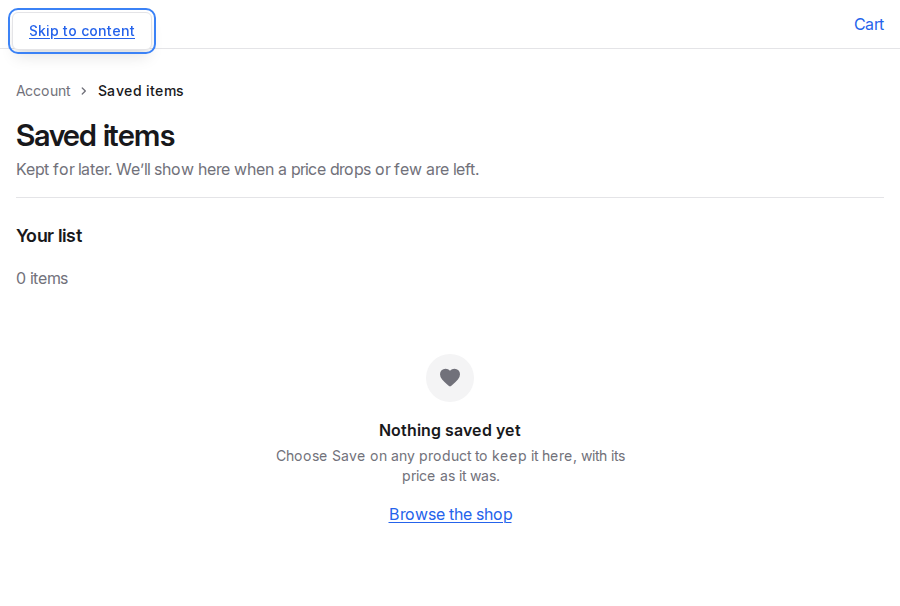 Skip to content
Cart
Account > Saved items
Saved items
Kept for later. We’ll show here when a price drops or few are left.
Your list
0 items
Nothing saved yet
Choose Save on any product to keep it here, with its
price as it was.
Browse the shop